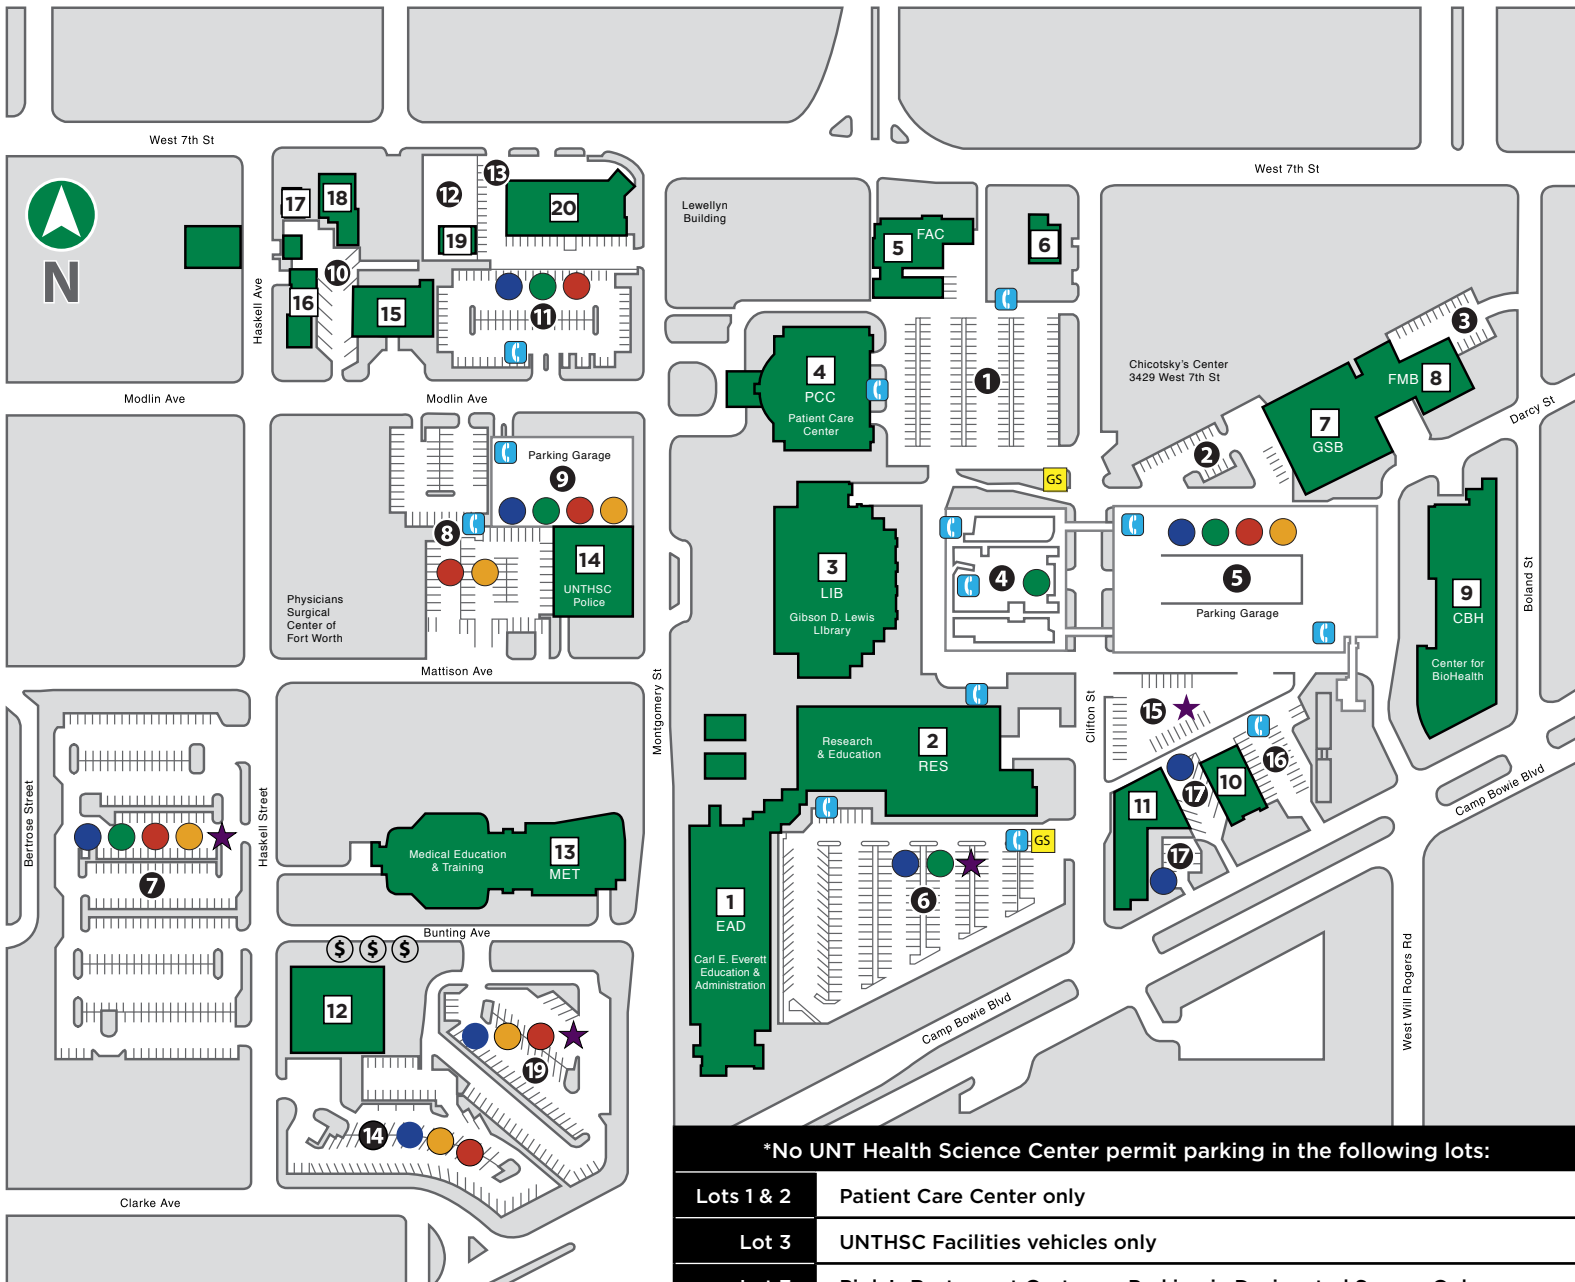 West 7th St
West 7th St
N
17
18
12
13
20
19
10
16
15
11
Haskell Ave
Lewellyn
Building
5
FAC
6
4
PCC
Patient Care
Center
1
Chicotsky's Center
3429 West 7th St
3
FMB
8
7
GSB
2
Darcy St
Modlin Ave
Modlin Ave
Parking Garage
9
8
14
UNTHSC
Police
Physicians
Surgical
Center of
Fort Worth
Mattison Ave
GS
3
LIB
Gibson D. Lewis
LIbrary
4
5
Parking Garage
9
CBH
Center for
BioHealth
Boland St
Montgomery St
Clifton St
15
16
17
10
11
17
Camp Bowie Blvd
Research
& Education
2
RES
Bertrose Street
Haskell Street
7
Medical Education
& Training
13
MET
Bunting Ave
$ $ $
12
19
14
Clarke Ave
GS
6
1
EAD
Carl E. Everett
Education &
Administration
Camp Bowie Blvd
West Will Rogers Rd
*No UNT Health Science Center permit parking in the following lots:
Lots 1 & 2 Patient Care Center only
Lot 3 UNTHSC Facilities vehicles only